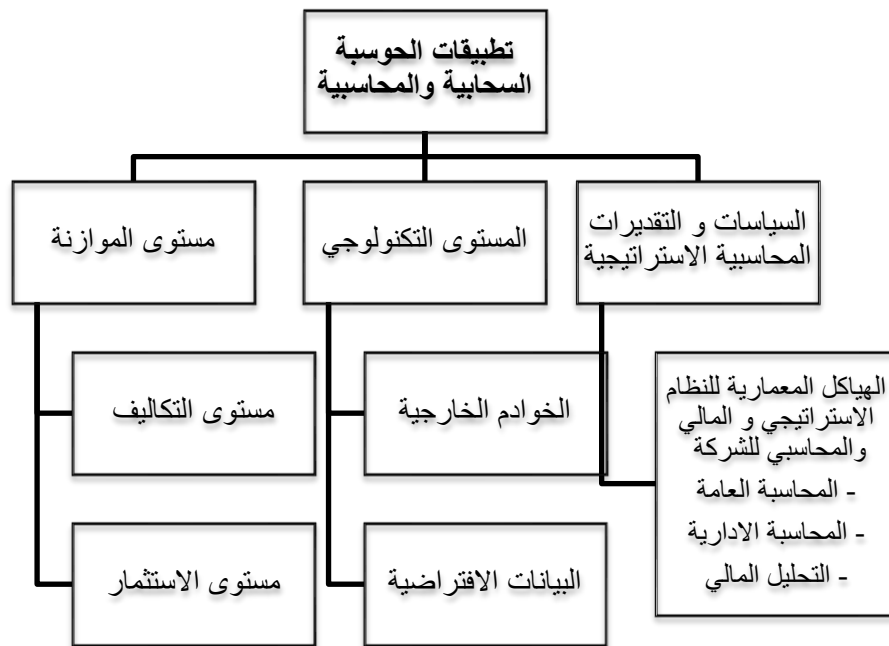 تطبيقات الحوسبة
السحابية والمحاسبية
السياسات و التقديرات
المحاسبية الاستراتيجية
المستوى التكنولوجي
مستوى الموازنة
الهياكل المعمارية للنظام
الاستراتيجي و المالي
والمحاسبي للشركة
- المحاسبة العامة
- المحاسبة الادارية
- التحليل المالي
الخوادم الخارجية
البيانات الافتراضية
مستوى التكاليف
مستوى الاستثمار